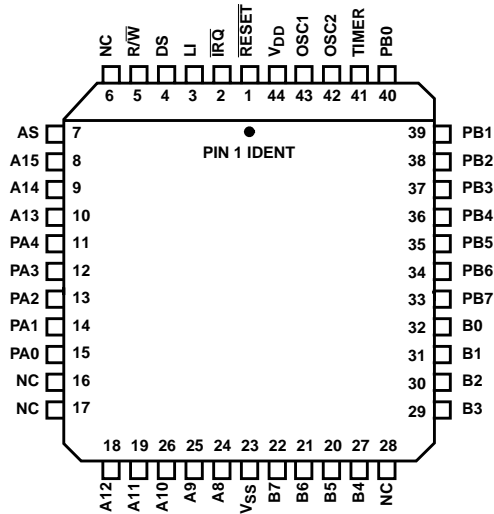 NC R/W̅ DS LI I̅R̅Q̅ R̅E̅S̅E̅T̅ VDD OSC1 OSC2 TIMER PB0
6 5 4 3 2 1 44 43 42 41 40
PIN 1 IDENT
AS 7
A15 8
A14 9
A13 10
PA4 11
PA3 12
PA2 13
PA1 14
PA0 15
NC 16
NC 17
39 PB1
38 PB2
37 PB3
36 PB4
35 PB5
34 PB6
33 PB7
32 B0
31 B1
30 B2
29 B3
18 19 26 25 24 23 22 21 20 27 28
A12 A11 A10 A9 A8 VSS B7 B6 B5 B4 NC